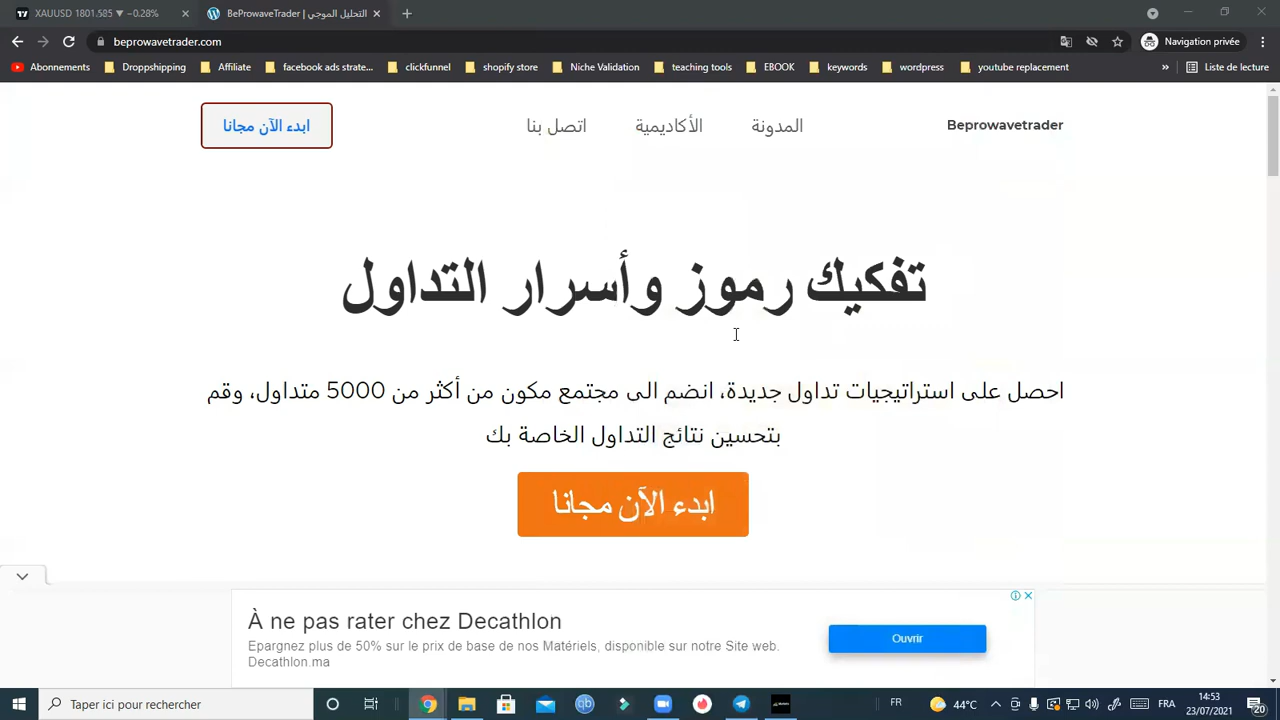 XAUUSD 1801.585 ▼ −0.28%
BeProwaveTrader | التحليل الموجي
beprowavetrader.com
Navigation privée
Abonnements
Droppshipping
Affiliate
facebook ads strate...
clickfunnel
shopify store
Niche Validation
teaching tools
EBOOK
keywords
wordpress
youtube replacement
»
Liste de lecture
Beprowavetrader
المدونة
الأكاديمية
اتصل بنا
ابدء الآن مجانا
تفكيك رموز وأسرار التداول
احصل على استراتيجيات تداول جديدة، انضم الى مجتمع مكون من أكثر من 5000 متداول، وقم
بتحسين نتائج التداول الخاصة بك
ابدء الآن مجانا
À ne pas rater chez Decathlon
Epargnez plus de 50% sur le prix de base de nos Matériels, disponible sur notre Site web.
Decathlon.ma
Ouvrir
Taper ici pour rechercher
qb
FR
44°C
FRA
14:53
23/07/2021
20